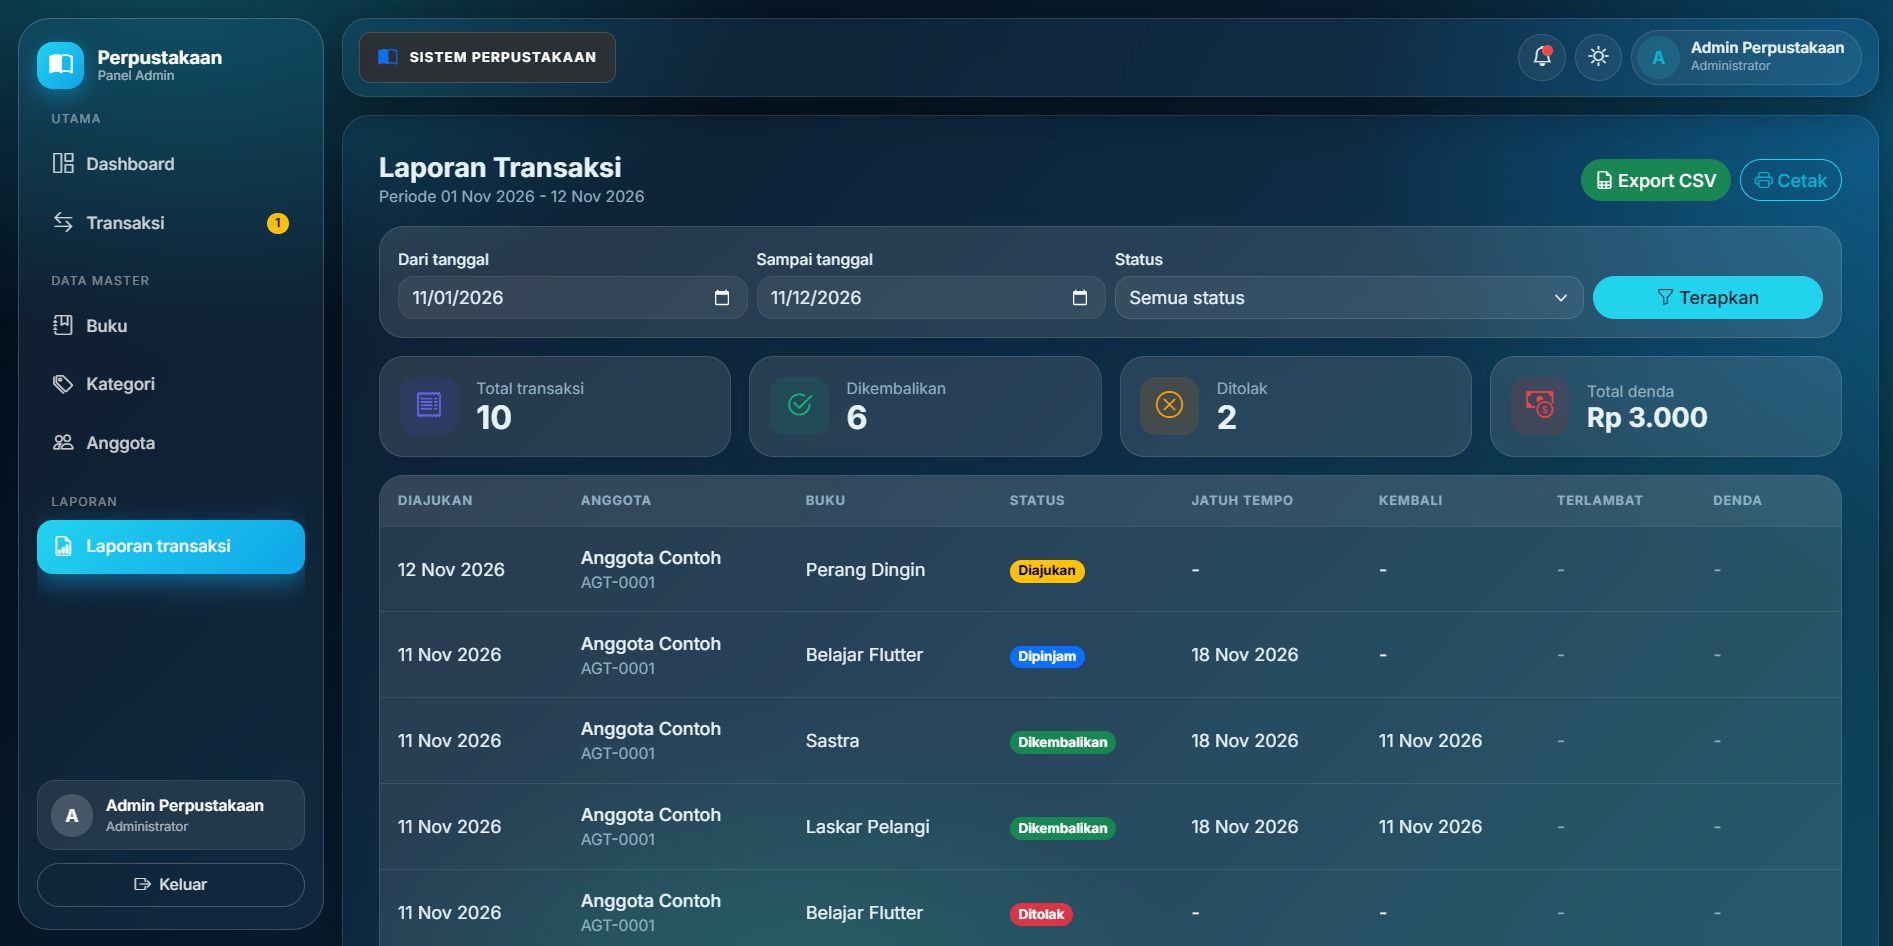 Perpustakaan
Panel Admin
UTAMA
Dashboard
Transaksi 1
DATA MASTER
Buku
Kategori
Anggota
LAPORAN
Laporan transaksi
A Admin Perpustakaan
Administrator
Keluar
SISTEM PERPUSTAKAAN
A Admin Perpustakaan
Administrator
Laporan Transaksi
Periode 01 Nov 2026 - 12 Nov 2026
Export CSV
Cetak
Dari tanggal Sampai tanggal Status
11/01/2026 11/12/2026 Semua status Terapkan
Total transaksi
10
Dikembalikan
6
Ditolak
2
Total denda
Rp 3.000
DIAJUKAN ANGGOTA BUKU STATUS JATUH TEMPO KEMBALI TERLAMBAT DENDA
12 Nov 2026 Anggota Contoh Perang Dingin Diajukan - - - -
AGT-0001
11 Nov 2026 Anggota Contoh Belajar Flutter Dipinjam 18 Nov 2026 - - -
AGT-0001
11 Nov 2026 Anggota Contoh Sastra Dikembalikan 18 Nov 2026 11 Nov 2026 - -
AGT-0001
11 Nov 2026 Anggota Contoh Laskar Pelangi Dikembalikan 18 Nov 2026 11 Nov 2026 - -
AGT-0001
11 Nov 2026 Anggota Contoh Belajar Flutter Ditolak - - - -
AGT-0001